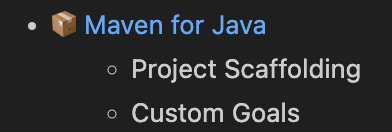 📦 Maven for Java
Project Scaffolding
Custom Goals